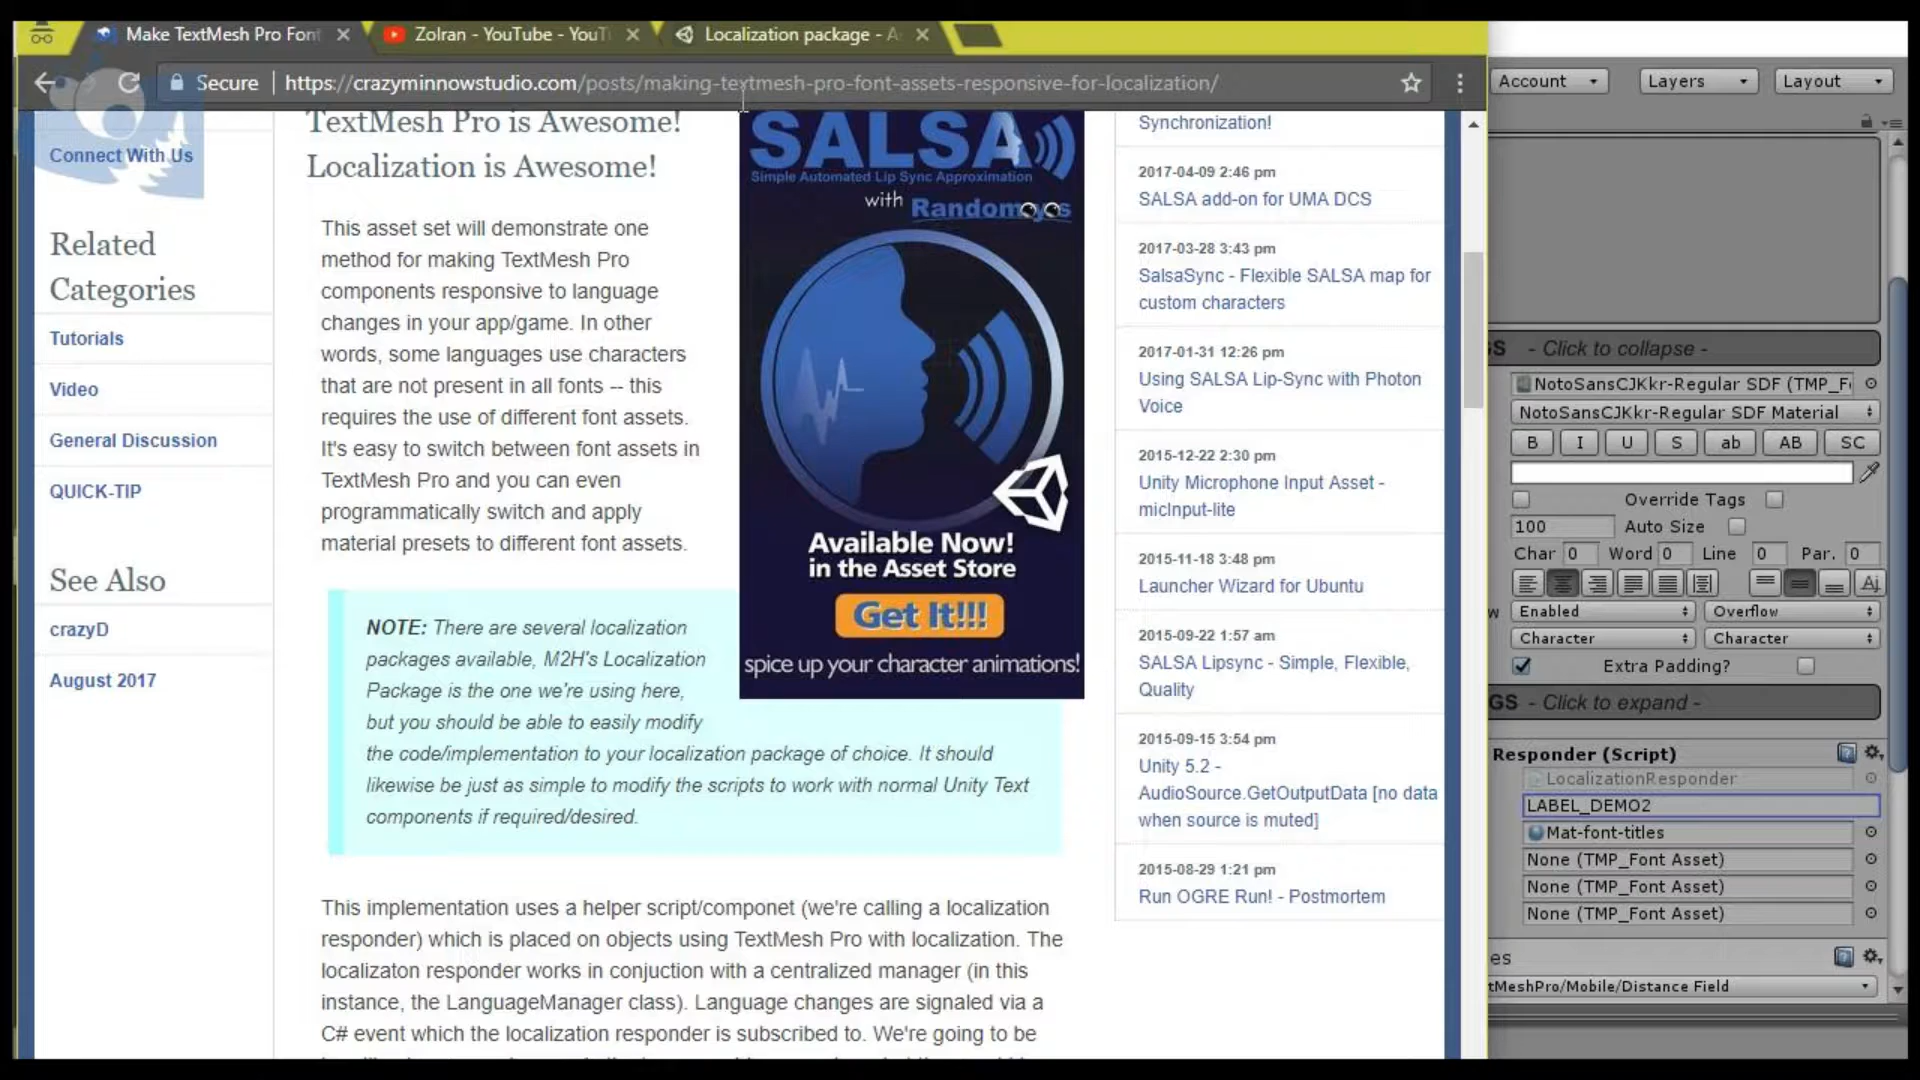 Make TextMesh Pro Font
Zolran - YouTube - YouT
Localization package - A
Secure
https://crazyminnowstudio.com/posts/making-textmesh-pro-font-assets-responsive-for-localization/
Account
Layers
Layout
Connect With Us
Related
Categories
Tutorials
Video
General Discussion
QUICK-TIP
See Also
crazyD
August 2017
TextMesh Pro is Awesome!
Localization is Awesome!
This asset set will demonstrate one
method for making TextMesh Pro
components responsive to language
changes in your app/game. In other
words, some languages use characters
that are not present in all fonts -- this
requires the use of different font assets.
It's easy to switch between font assets in
TextMesh Pro and you can even
programmatically switch and apply
material presets to different font assets.
NOTE: There are several localization
packages available, M2H's Localization
Package is the one we're using here,
but you should be able to easily modify
the code/implementation to your localization package of choice. It should
likewise be just as simple to modify the scripts to work with normal Unity Text
components if required/desired.
This implementation uses a helper script/componet (we're calling a localization
responder) which is placed on objects using TextMesh Pro with localization. The
localizaton responder works in conjuction with a centralized manager (in this
instance, the LanguageManager class). Language changes are signaled via a
C# event which the localization responder is subscribed to. We're going to be
SALSA
Simple Automated Lip Sync Approximation
with
RandomEyes
Available Now!
in the Asset Store
Get It!!!
spice up your character animations!
Synchronization!
2017-04-09 2:46 pm
SALSA add-on for UMA DCS
2017-03-28 3:43 pm
SalsaSync - Flexible SALSA map for
custom characters
2017-01-31 12:26 pm
Using SALSA Lip-Sync with Photon
Voice
2015-12-22 2:30 pm
Unity Microphone Input Asset -
micInput-lite
2015-11-18 3:48 pm
Launcher Wizard for Ubuntu
2015-09-22 1:57 am
SALSA Lipsync - Simple, Flexible,
Quality
2015-09-15 3:54 pm
Unity 5.2 -
AudioSource.GetOutputData [no data
when source is muted]
2015-08-29 1:21 pm
Run OGRE Run! - Postmortem
GS - Click to collapse -
NotoSansCJKkr-Regular SDF (TMP_F
NotoSansCJKkr-Regular SDF Material
B I U S ab AB SC
Override Tags
100 Auto Size
Char 0 Word 0 Line 0 Par. 0
w Enabled Overflow
Character Character
Extra Padding?
GS - Click to expand -
Responder (Script)
LocalizationResponder
LABEL_DEMO2
Mat-font-titles
None (TMP_Font Asset)
None (TMP_Font Asset)
None (TMP_Font Asset)
es
tMeshPro/Mobile/Distance Field